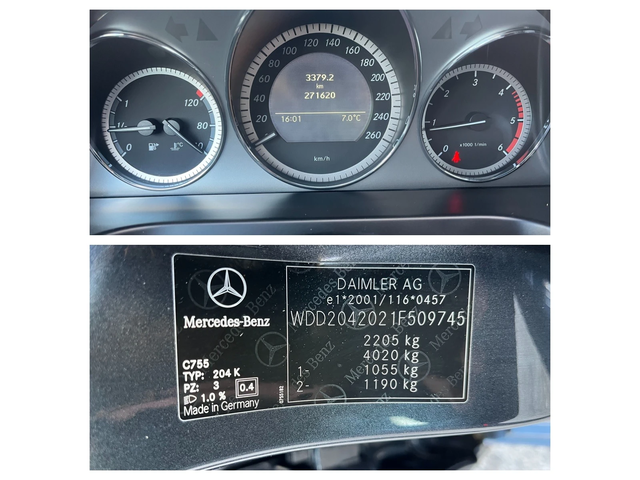 80 100 120 140 160 180 200 220 240 260
60
40
20
3379.2
km
271620
16:01 7.0°C
km/h
1
1/2
0
120
80
°C
1 2 3 4 5 6
0
x1000 1/min
Mercedes-Benz
C755
TYP: 204 K
PZ: 3 0.4
1.0 %
Made in Germany
DAIMLER AG
e1*2001/116*0457
WDD2042021F509745
2205 kg
4020 kg
1- 1055 kg
2- 1190 kg